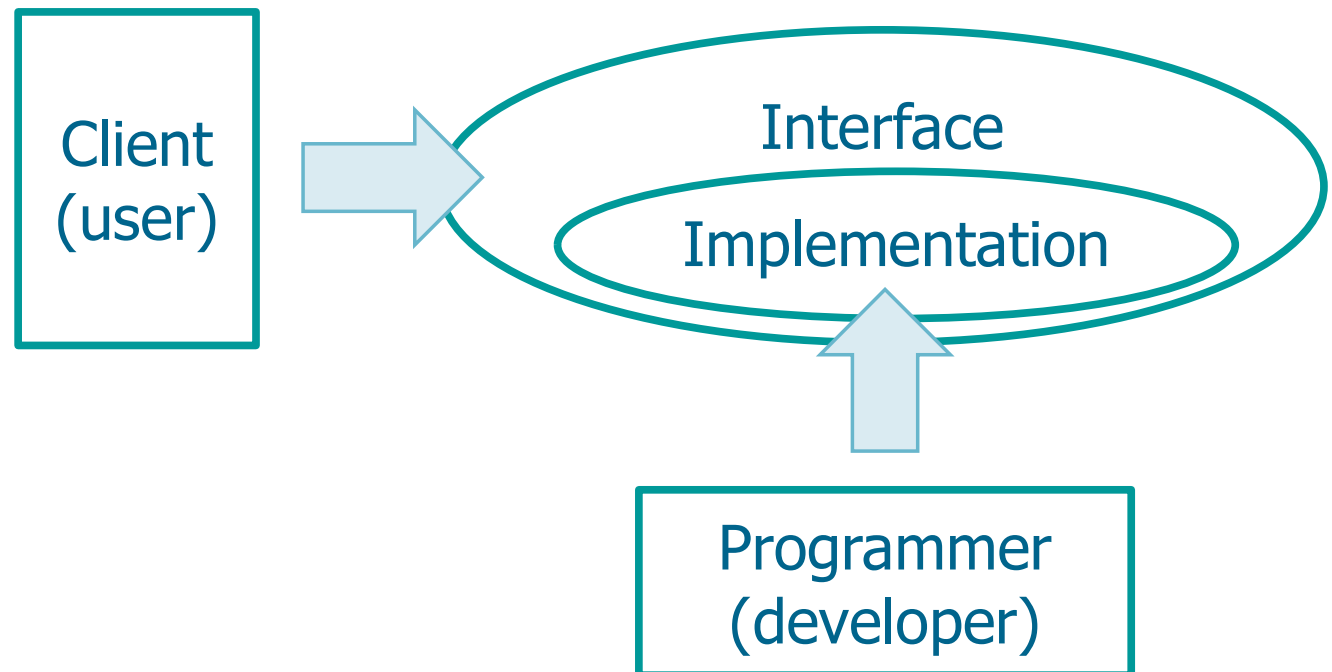 Client
(user)
Interface
Implementation
Programmer
(developer)